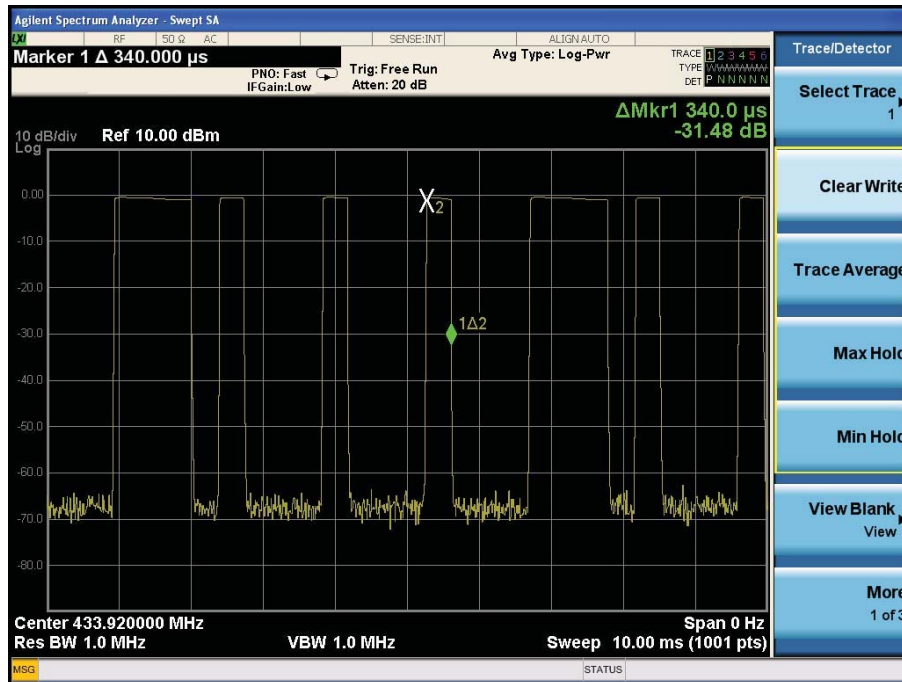 Agilent Spectrum Analyzer - Swept SA
LXI RF 50 Ω AC SENSE:INT ALIGN AUTO
Marker 1 Δ 340.000 µs
PNO: Fast
IFGain:Low
Trig: Free Run
Atten: 20 dB
Avg Type: Log-Pwr
TRACE 1 2 3 4 5 6
TYPE WWWWWW
DET P N N N N N
ΔMkr1 340.0 µs
-31.48 dB
10 dB/div Ref 10.00 dBm
Log
0.00
-10.0
-20.0
-30.0
-40.0
-50.0
-60.0
-70.0
-80.0
X2
1Δ2
Center 433.920000 MHz Span 0 Hz
Res BW 1.0 MHz VBW 1.0 MHz Sweep 10.00 ms (1001 pts)
MSG STATUS
Trace/Detector
Select Trace
1
Clear Write
Trace Average
Max Hold
Min Hold
View Blank
View
More
1 of 3